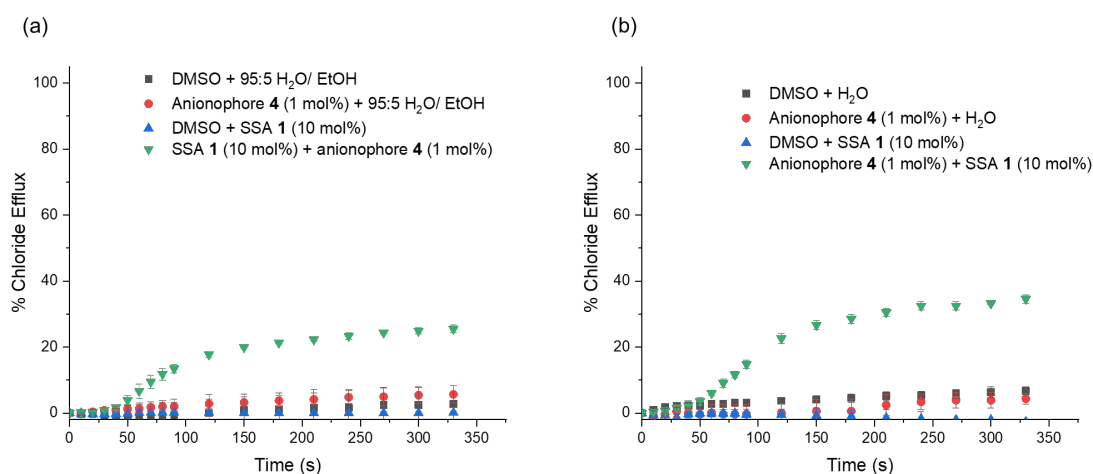 (a)
DMSO + 95:5 H₂O/ EtOH
Anionophore 4 (1 mol%) + 95:5 H₂O/ EtOH
DMSO + SSA 1 (10 mol%)
SSA 1 (10 mol%) + anionophore 4 (1 mol%)
% Chloride Efflux
100
80
60
40
20
0
0 50 100 150 200 250 300 350
Time (s)
(b)
DMSO + H₂O
Anionophore 4 (1 mol%) + H₂O
DMSO + SSA 1 (10 mol%)
Anionophore 4 (1 mol%) + SSA 1 (10 mol%)
% Chloride Efflux
100
80
60
40
20
0
0 50 100 150 200 250 300 350
Time (s)